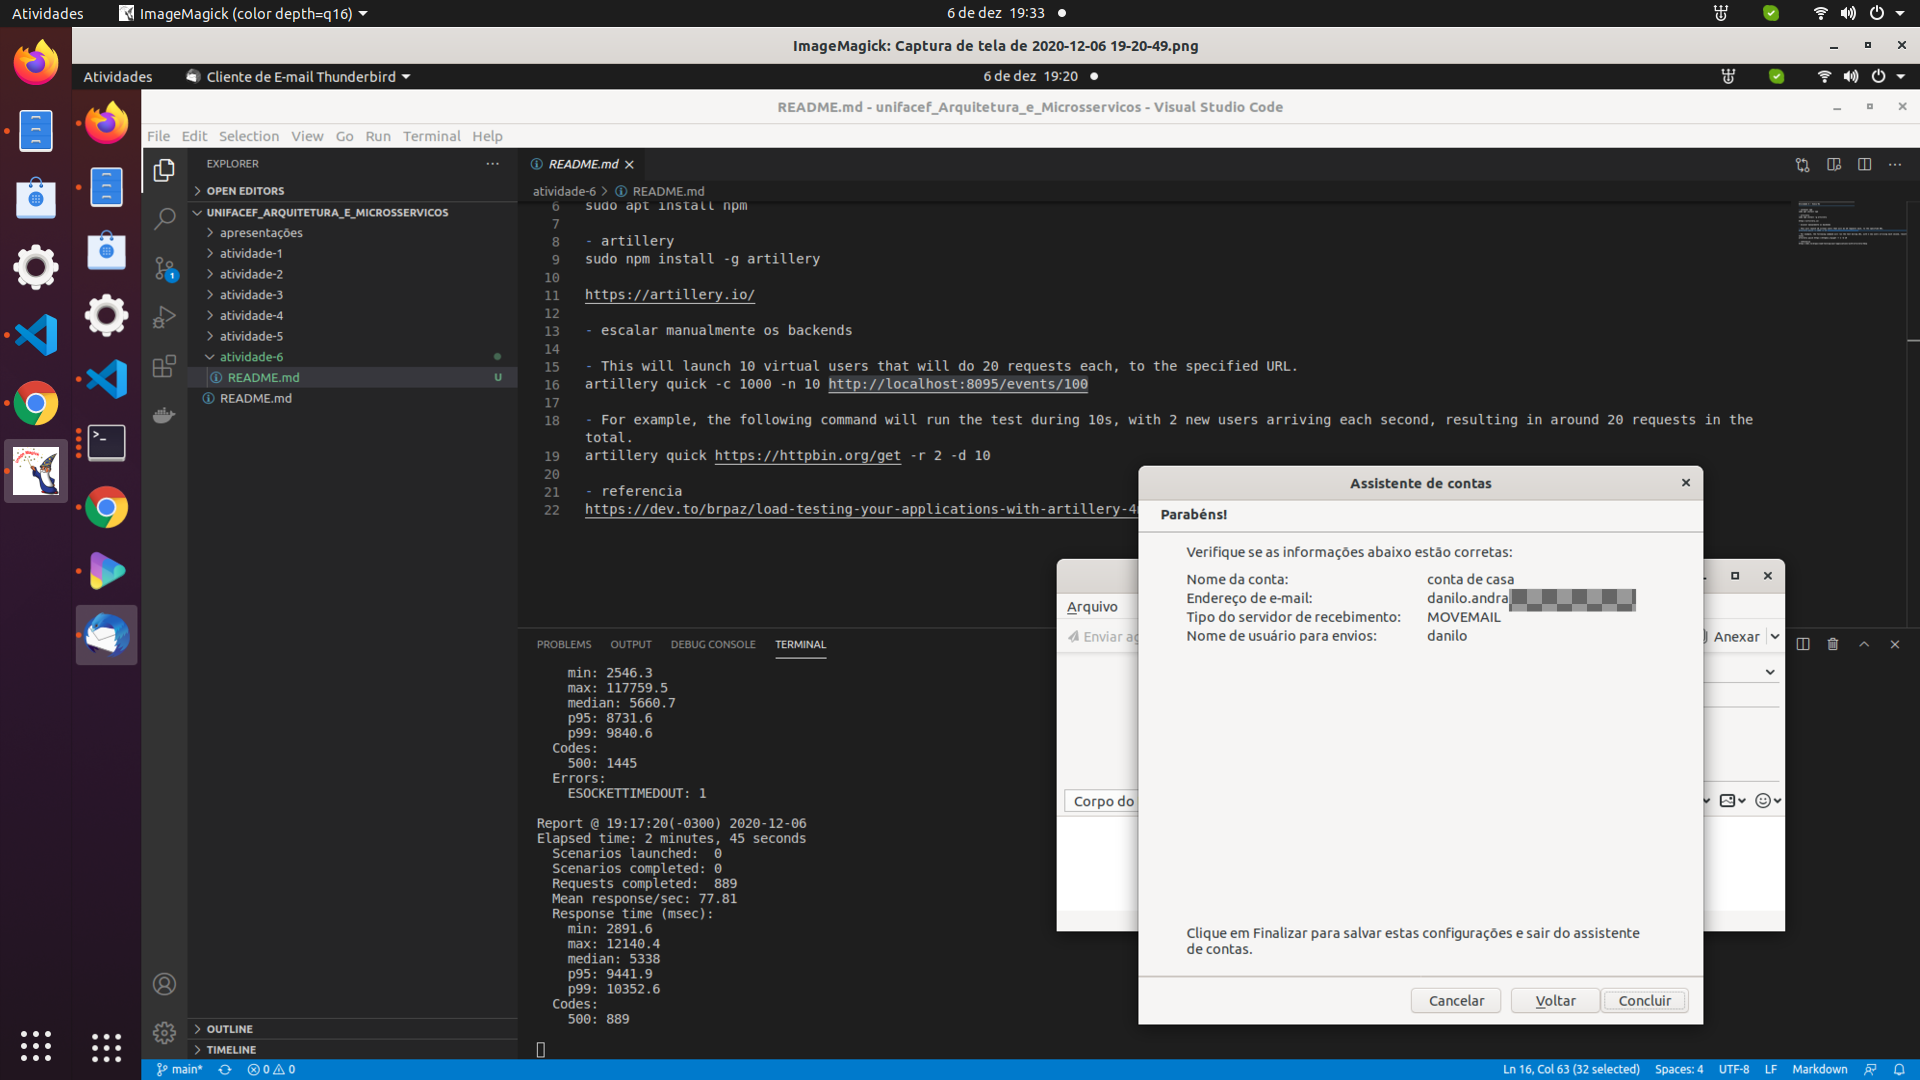 Atividades
ImageMagick (color depth=q16)
6 de dez 19:33
ImageMagick: Captura de tela de 2020-12-06 19-20-49.png
Atividades
Cliente de E-mail Thunderbird
6 de dez 19:20
README.md - unifacef_Arquitetura_e_Microsservicos - Visual Studio Code
File Edit Selection View Go Run Terminal Help
EXPLORER
OPEN EDITORS
UNIFACEF_ARQUITETURA_E_MICROSSERVICOS
apresentações
atividade-1
atividade-2
atividade-3
atividade-4
atividade-5
atividade-6
README.md U
README.md
OUTLINE
TIMELINE
1
README.md
atividade-6 > README.md
6 sudo apt install npm
7
8 - artillery
9 sudo npm install -g artillery
10
11 https://artillery.io/
12
13 - escalar manualmente os backends
14
15 - This will launch 10 virtual users that will do 20 requests each, to the specified URL.
16 artillery quick -c 1000 -n 10 http://localhost:8095/events/100
17
18 - For example, the following command will run the test during 10s, with 2 new users arriving each second, resulting in around 20 requests in the
total.
19 artillery quick https://httpbin.org/get -r 2 -d 10
20
21 - referencia
22 https://dev.to/brpaz/load-testing-your-applications-with-artillery-4
PROBLEMS OUTPUT DEBUG CONSOLE TERMINAL
min: 2546.3
max: 117759.5
median: 5660.7
p95: 8731.6
p99: 9840.6
Codes:
500: 1445
Errors:
ESOCKETTIMEDOUT: 1
Report @ 19:17:20(-0300) 2020-12-06
Elapsed time: 2 minutes, 45 seconds
Scenarios launched: 0
Scenarios completed: 0
Requests completed: 889
Mean response/sec: 77.81
Response time (msec):
min: 2891.6
max: 12140.4
median: 5338
p95: 9441.9
p99: 10352.6
Codes:
500: 889
Arquivo
Enviar ag
Anexar
Corpo do
Assistente de contas
Parabéns!
Verifique se as informações abaixo estão corretas:
Nome da conta: conta de casa
Endereço de e-mail: danilo.andra
Tipo do servidor de recebimento: MOVEMAIL
Nome de usuário para envios: danilo
Clique em Finalizar para salvar estas configurações e sair do assistente
de contas.
Cancelar Voltar Concluir
main* 0 0
Ln 16, Col 63 (32 selected) Spaces: 4 UTF-8 LF Markdown